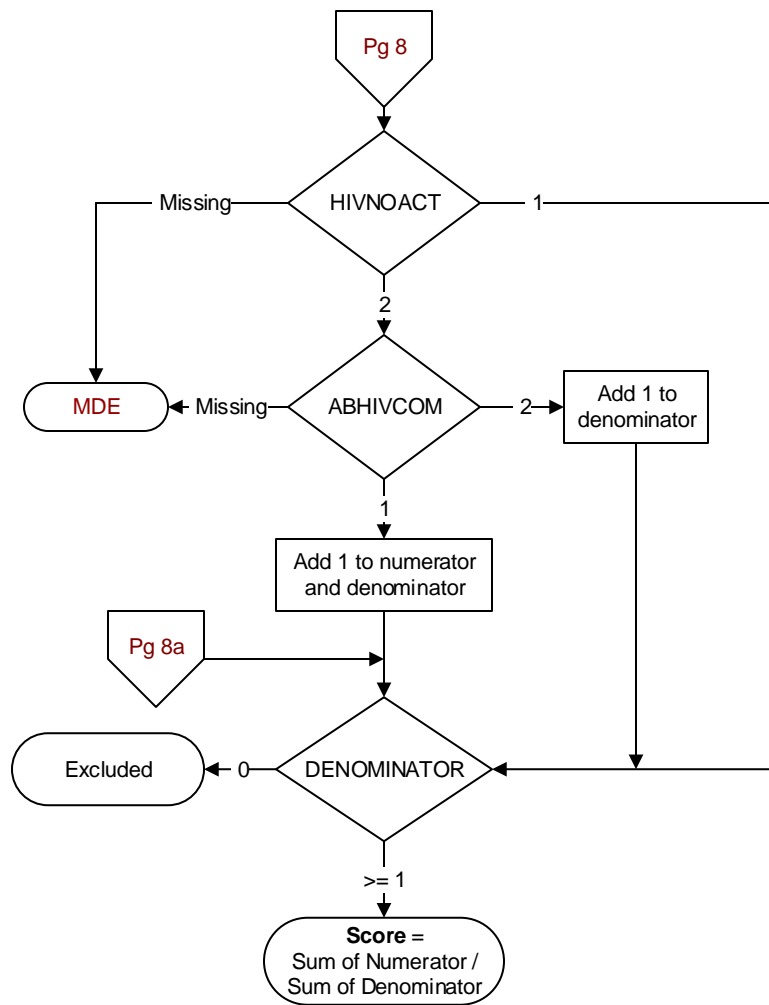 Pg 8
HIVNOACT
Missing
1
2
MDE
Missing
ABHIVCOM
2
Add 1 to
denominator
1
Add 1 to numerator
and denominator
Pg 8a
Excluded
0
DENOMINATOR
>= 1
Score =
Sum of Numerator /
Sum of Denominator